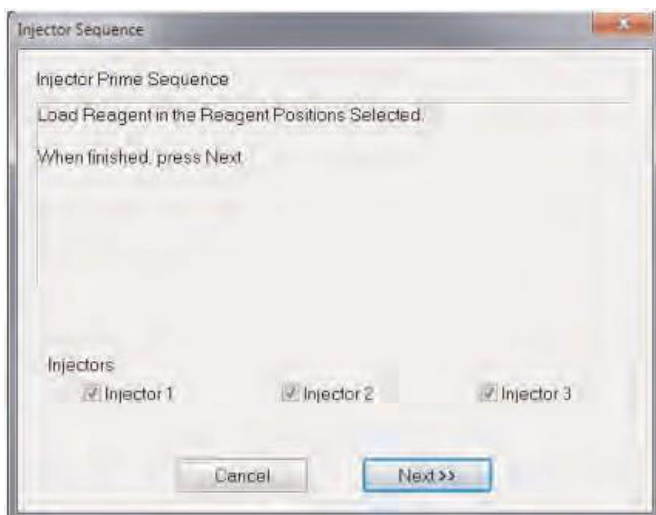 Injector Sequence
Injector Prime Sequence
Load Reagent in the Reagent Positions Selected.
When finished, press Next
Injectors
Injector 1 Injector 2 Injector 3
Cancel Next>>